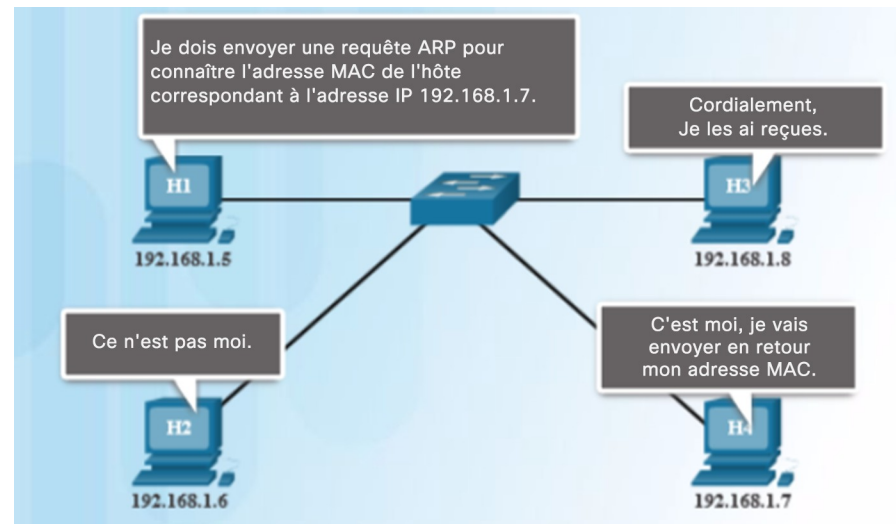 Je dois envoyer une requête ARP pour
connaître l'adresse MAC de l'hôte
correspondant à l'adresse IP 192.168.1.7.
Cordialement,
Je les ai reçues.
H1
H3
192.168.1.5
192.168.1.8
Ce n'est pas moi.
C'est moi, je vais
envoyer en retour
mon adresse MAC.
H2
H4
192.168.1.6
192.168.1.7